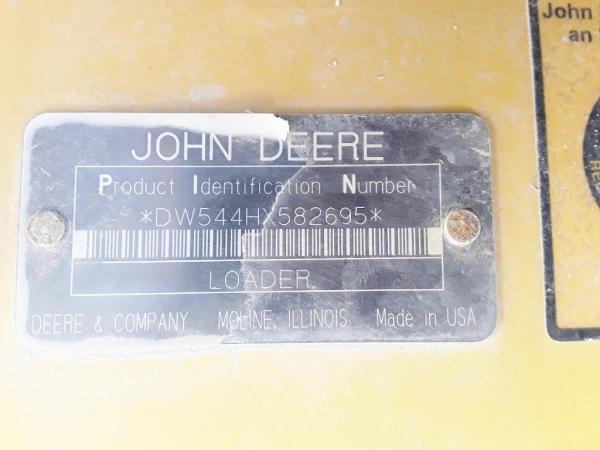 JOHN DEERE
Product Identification Number
*DW544HX582695*
LOADER
DEERE & COMPANY MOLINE, ILLINOIS Made in USA
John
an